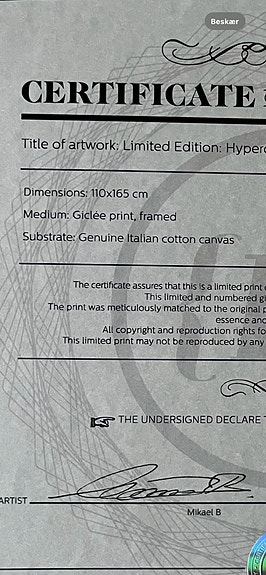 Beskær
CERTIFICATE
Title of artwork: Limited Edition: Hyperc
Dimensions: 110x165 cm
Medium: Giclée print, framed
Substrate: Genuine Italian cotton canvas
The certificate assures that this is a limited print
This limited and numbered gi
The print was meticulously matched to the original p
essence and
All copyright and reproduction rights fo
This limited print may not be reproduced by any
THE UNDERSIGNED DECLARE T
ARTIST
Mikael B